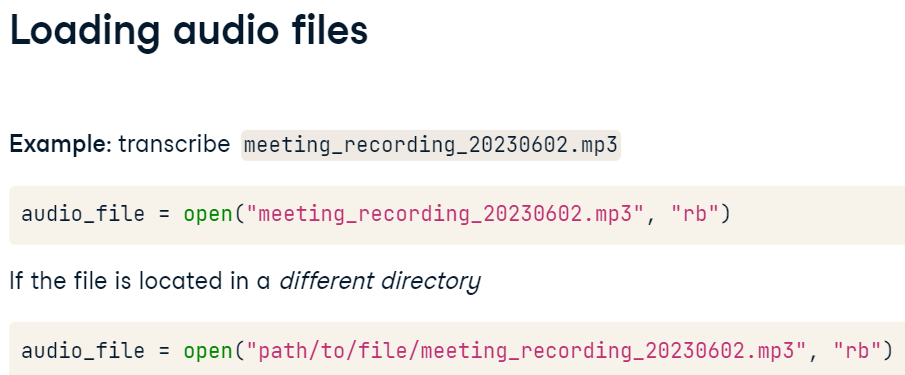 Loading audio files
Example: transcribe meeting_recording_20230602.mp3
audio_file = open("meeting_recording_20230602.mp3", "rb")
If the file is located in a different directory
audio_file = open("path/to/file/meeting_recording_20230602.mp3", "rb")